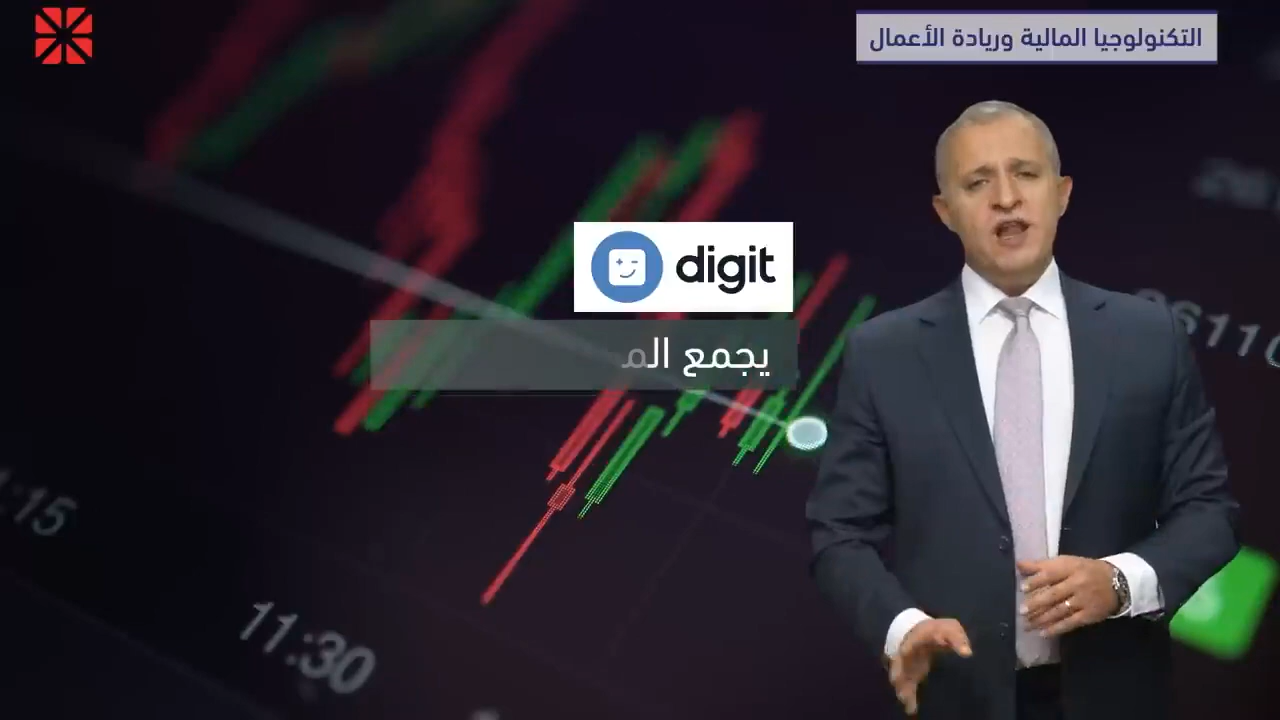 التكنولوجيا المالية وريادة الأعمال
digit
يجمع الم
11:30